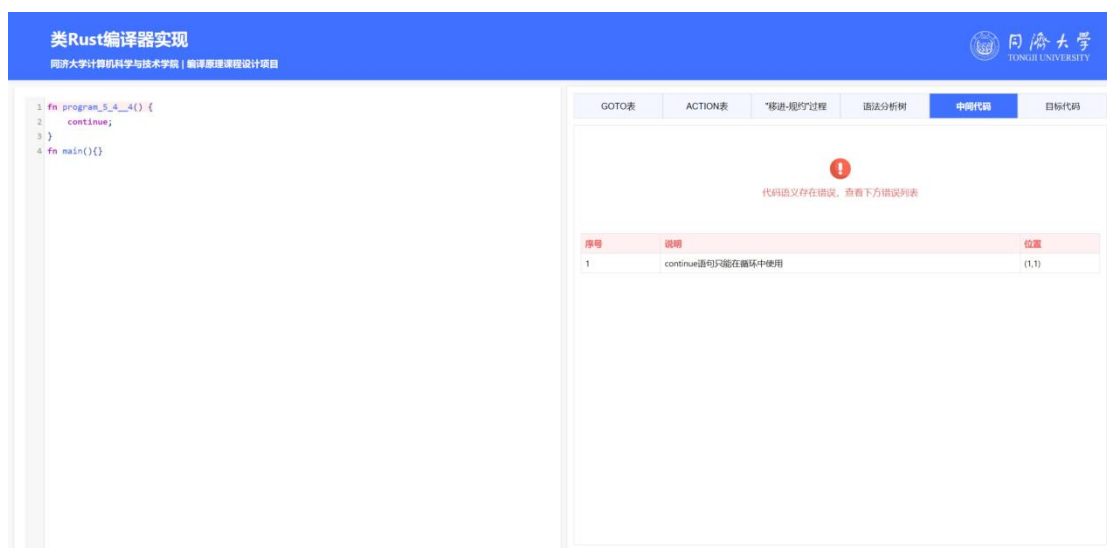 类Rust编译器实现
同济大学计算机科学与技术学院 | 编译原理课程设计项目
同濟大学
TONGJI UNIVERSITY
1 fn program_5_4__4() {
2 continue;
3 }
4 fn main(){}
GOTO表 ACTION表 "移进-规约"过程 语法分析树 中间代码 目标代码
代码语义存在错误，查看下方错误列表
序号 说明 位置
1 continue语句只能在循环中使用 (1,1)